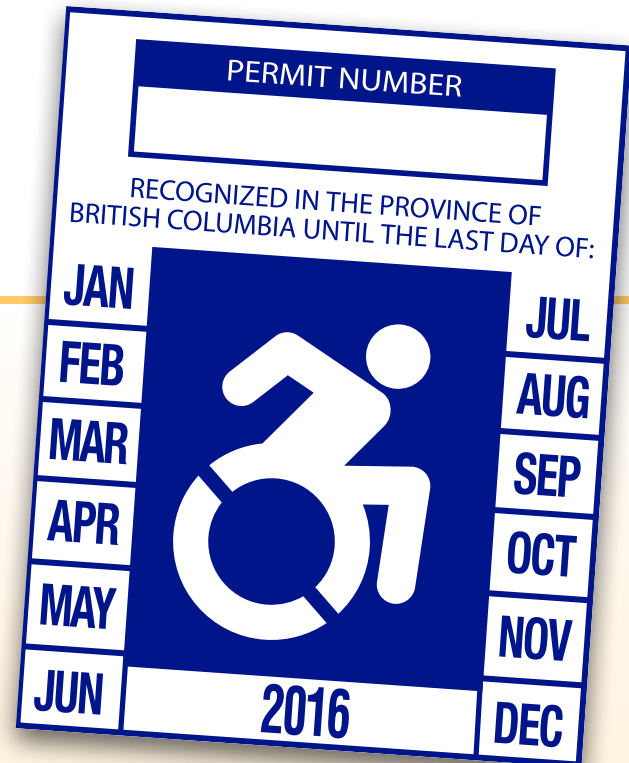 PERMIT NUMBER
RECOGNIZED IN THE PROVINCE OF
BRITISH COLUMBIA UNTIL THE LAST DAY OF:
JAN
FEB
MAR
APR
MAY
JUN
JUL
AUG
SEP
OCT
NOV
DEC
2016